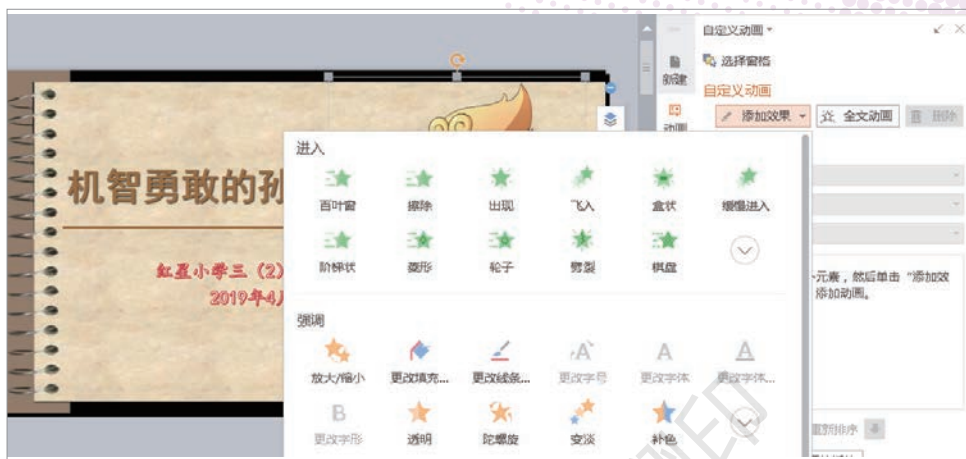 自定义动画
选择窗格
新建
自定义动画
动画
添加效果
全文动画
删除
机智勇敢的孙
红星小学三（2）
2019年4月
进入
百叶窗 擦除 出现 飞入 盒状 缓慢进入
阶梯状 菱形 轮子 劈裂 棋盘
强调
放大/缩小 更改填充... 更改线条... 更改字号 更改字体 更改字体...
更改字形 透明 陀螺旋 变淡 补色
元素，然后单击“添加效
添加动画。
重新排序